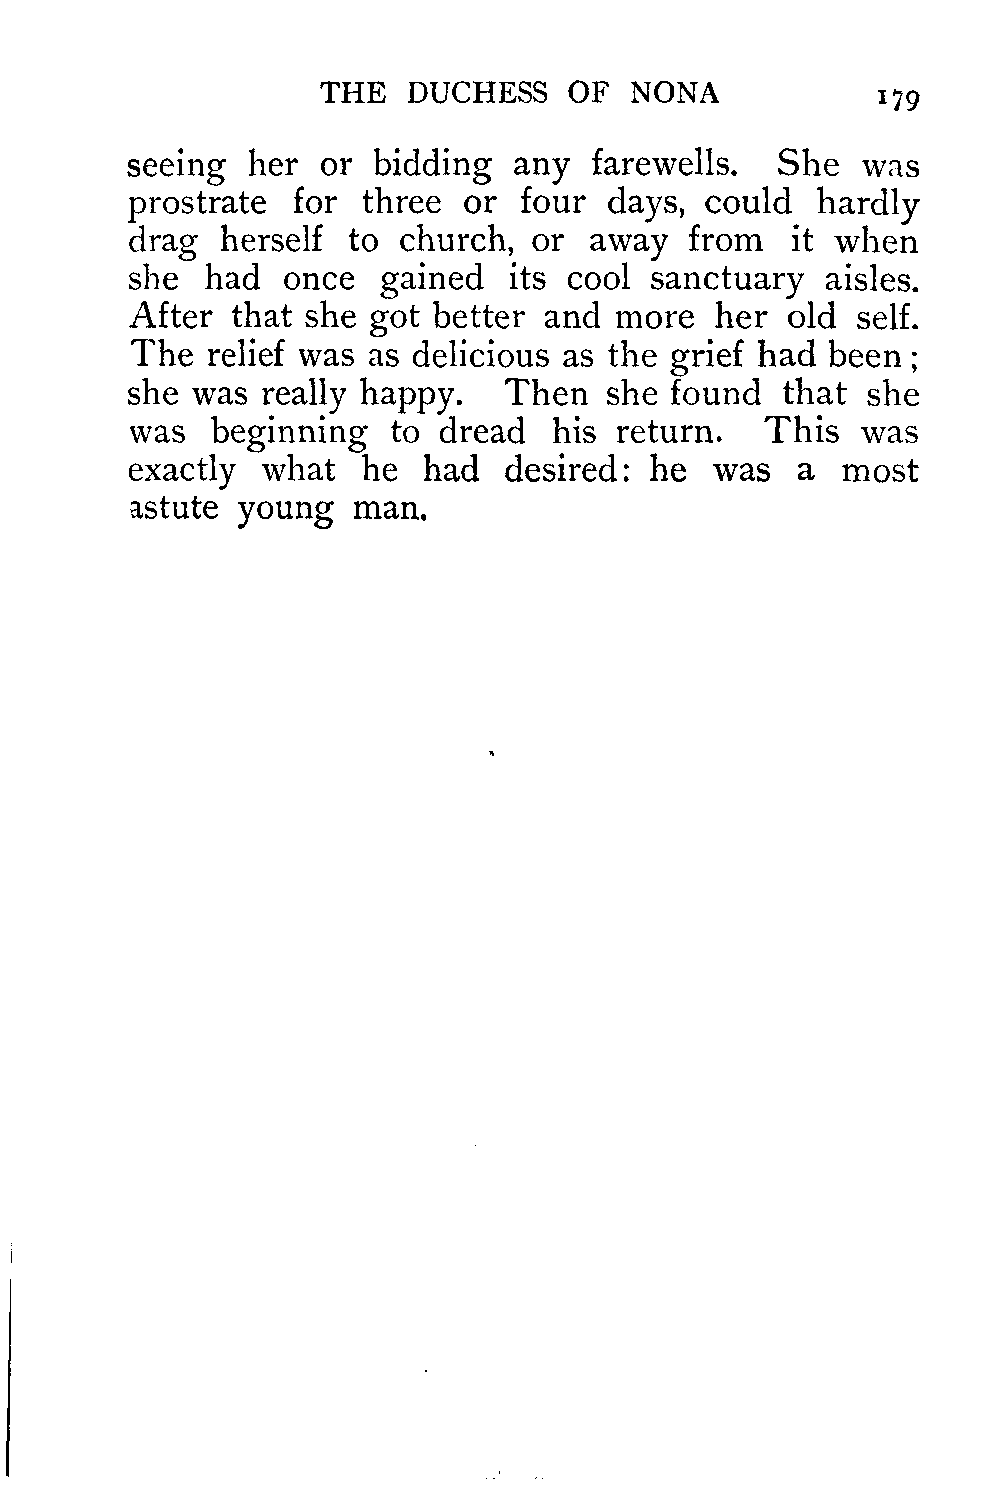 THE DUCHESS OF NONA 179
seeing her or bidding any farewells. She was
prostrate for three or four days, could hardly
drag herself to church, or away from it when
she had once gained its cool sanctuary aisles.
After that she got better and more her old self.
The relief was as delicious as the grief had been ;
she was really happy. Then she found that she
was beginning to dread his return. This was
exactly what he had desired: he was a most
astute young man.